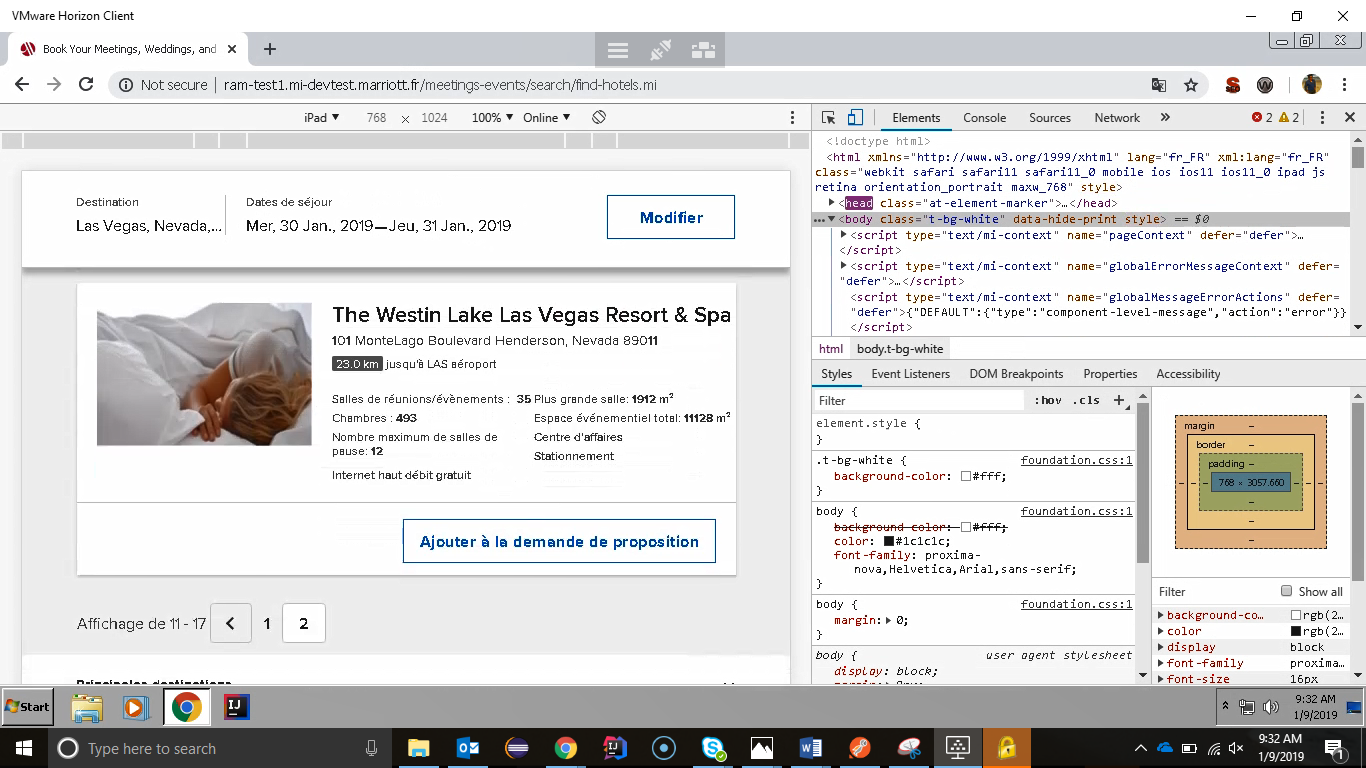 VMware Horizon Client
Book Your Meetings, Weddings, and
Not secure | ram-test1.mi-devtest.marriott.fr/meetings-events/search/find-hotels.mi
iPad ▼ 768 × 1024 100% ▼ Online ▼
Elements Console Sources Network » 2 2
<!doctype html>
<html xmlns="http://www.w3.org/1999/xhtml" lang="fr_FR" xml:lang="fr_FR"
class="webkit safari safari11 safari11_0 mobile ios ios11 ios11_0 ipad js
retina orientation_portrait maxw_768" style>
▶<head class="at-element-marker">…</head>
…▼<body class="t-bg-white" data-hide-print style> == $0
▶<script type="text/mi-context" name="pageContext" defer="defer">…
</script>
▶<script type="text/mi-context" name="globalErrorMessageContext" defer=
"defer">…</script>
<script type="text/mi-context" name="globalMessageErrorActions" defer=
"defer">{"DEFAULT":{"type":"component-level-message","action":"error"}}
</script>
html body.t-bg-white
Styles Event Listeners DOM Breakpoints Properties Accessibility
Filter :hov .cls +
element.style {
}
.t-bg-white { foundation.css:1
background-color: #fff;
}
body { foundation.css:1
background-color: #fff;
color: #1c1c1c;
font-family: proxima-
nova,Helvetica,Arial,sans-serif;
}
body { foundation.css:1
margin:▶ 0;
}
body { user agent stylesheet
display: block;
margin: 8px;
margin –
border –
padding –
– – – 768 × 3057.660 – – –
–
–
–
Filter Show all
▶ background-co… rgb(2…
▶ color rgb(2…
▶ display block
▶ font-family proxima…
▶ font-size 16px
Destination
Las Vegas, Nevada,...
Dates de séjour
Mer, 30 Jan., 2019—Jeu, 31 Jan., 2019
Modifier
The Westin Lake Las Vegas Resort & Spa
101 MonteLago Boulevard Henderson, Nevada 89011
23.0 km jusqu'à LAS aéroport
Salles de réunions/évènements : 35
Chambres : 493
Nombre maximum de salles de
pause: 12
Internet haut débit gratuit
Plus grande salle: 1912 m²
Espace événementiel total: 11128 m²
Centre d'affaires
Stationnement
Ajouter à la demande de proposition
Affichage de 11 - 17 1 2
Principales destinations
Start
9:32 AM
1/9/2019
Type here to search
9:32 AM
1/9/2019
1